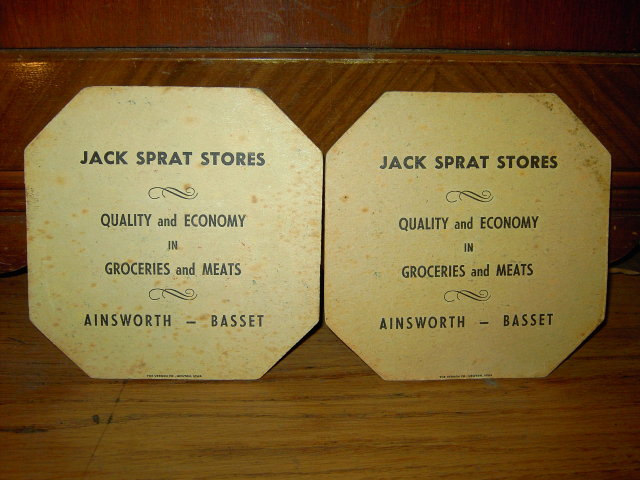 JACK SPRAT STORES
QUALITY and ECONOMY
IN
GROCERIES and MEATS
AINSWORTH — BASSET
JACK SPRAT STORES
QUALITY and ECONOMY
IN
GROCERIES and MEATS
AINSWORTH — BASSET